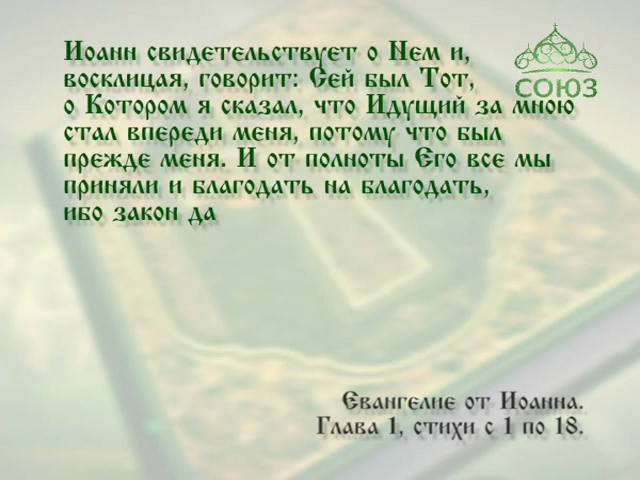 Иоанн свидетельствует о Нем и,
восклицая, говорит: Сей был Тот,
о Котором я сказал, что Идущий за мною
стал впереди меня, потому что был
прежде меня. И от полноты Его все мы
приняли и благодать на благодать,
ибо закон да
СОЮЗ
Евангелие от Иоанна.
Глава 1, стихи с 1 по 18.